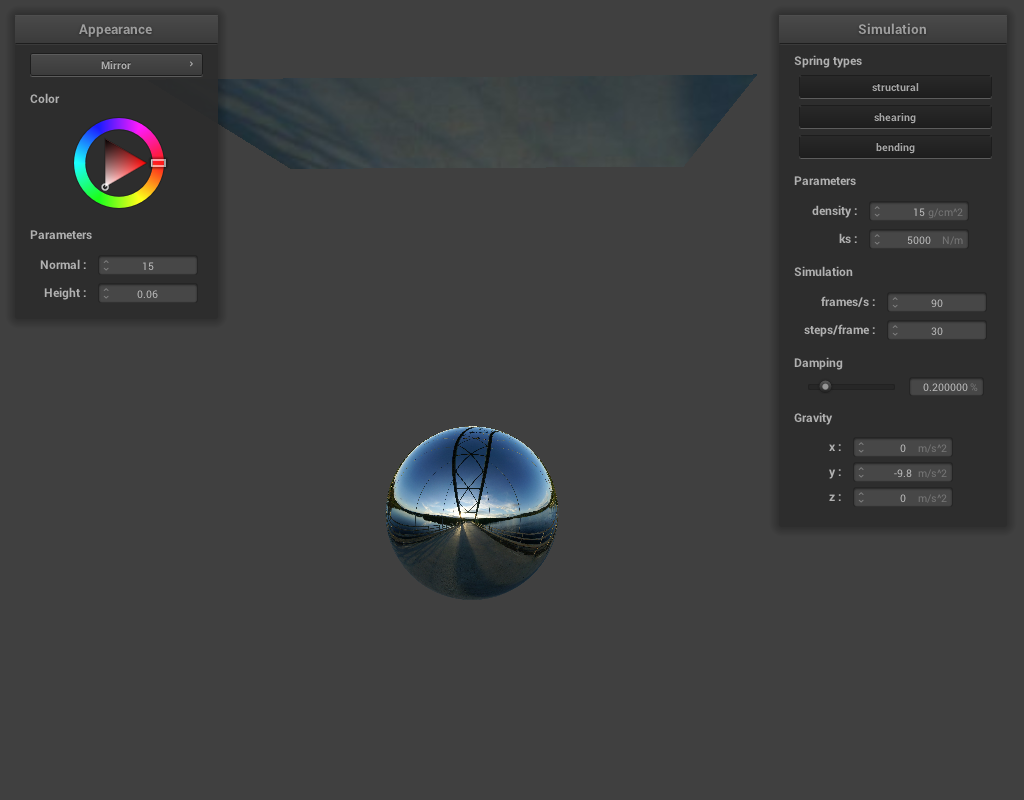 Appearance
Mirror
Color
Parameters
Normal : 15
Height : 0.06
Simulation
Spring types
structural
shearing
bending
Parameters
density : 15 g/cm^2
ks : 5000 N/m
Simulation
frames/s : 90
steps/frame : 30
Damping
0.200000 %
Gravity
x : 0 m/s^2
y : -9.8 m/s^2
z : 0 m/s^2